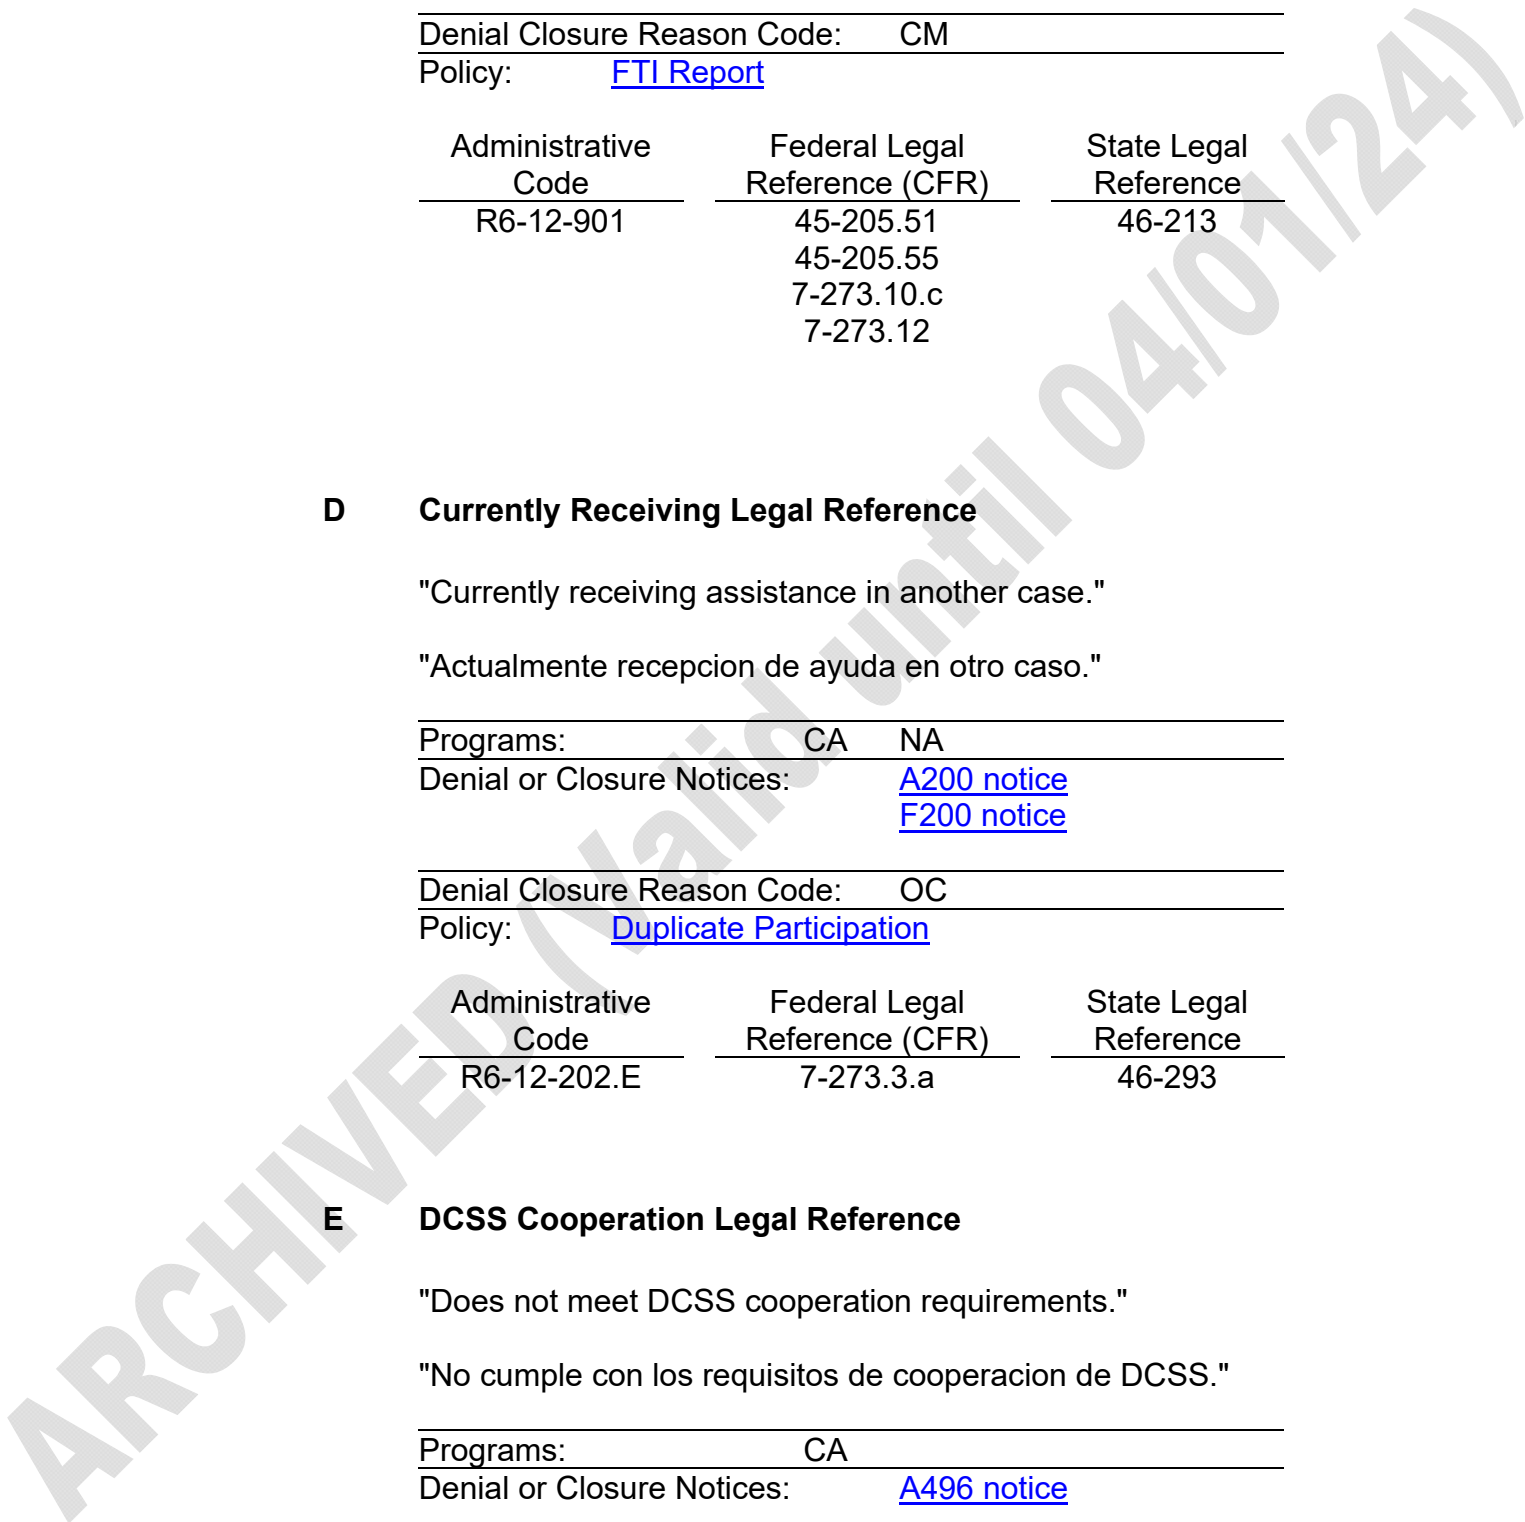 Denial Closure Reason Code: CM
Policy: FTI Report
Administrative Code Federal Legal Reference (CFR) State Legal Reference
R6-12-901 45-205.51 46-213
45-205.55
7-273.10.c
7-273.12
D Currently Receiving Legal Reference
"Currently receiving assistance in another case."
"Actualmente recepcion de ayuda en otro caso."
Programs: CA NA
Denial or Closure Notices: A200 notice
F200 notice
Denial Closure Reason Code: OC
Policy: Duplicate Participation
Administrative Code Federal Legal Reference (CFR) State Legal Reference
R6-12-202.E 7-273.3.a 46-293
E DCSS Cooperation Legal Reference
"Does not meet DCSS cooperation requirements."
"No cumple con los requisitos de cooperacion de DCSS."
Programs: CA
Denial or Closure Notices: A496 notice
ARCHIVED (Valid until 04/01/24)